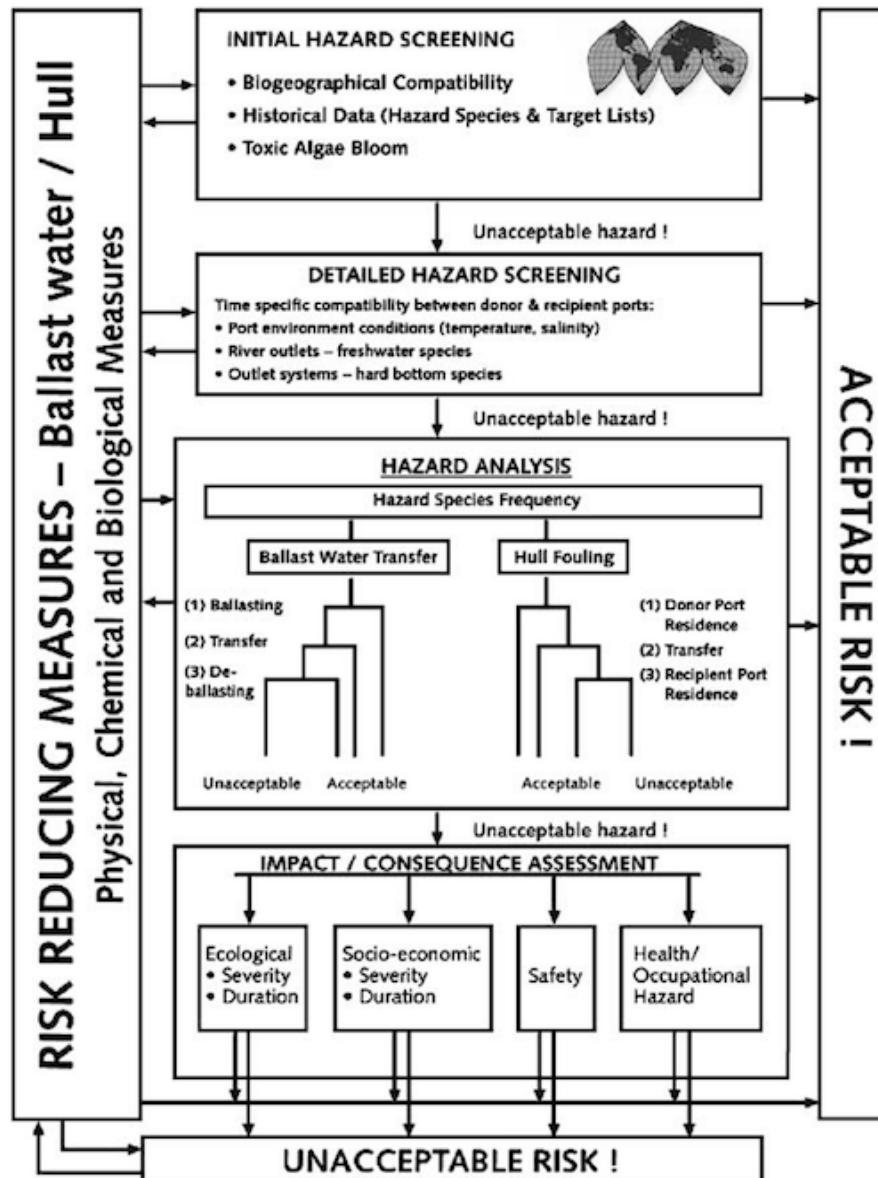 RISK REDUCING MEASURES – Ballast water / Hull
Physical, Chemical and Biological Measures
INITIAL HAZARD SCREENING
• Biogeographical Compatibility
• Historical Data (Hazard Species & Target Lists)
• Toxic Algae Bloom
Unacceptable hazard !
DETAILED HAZARD SCREENING
Time specific compatibility between donor & recipient ports:
• Port environment conditions (temperature, salinity)
• River outlets – freshwater species
• Outlet systems – hard bottom species
Unacceptable hazard !
HAZARD ANALYSIS
Hazard Species Frequency
Ballast Water Transfer
Hull Fouling
(1) Ballasting
(2) Transfer
(3) De-
ballasting
(1) Donor Port
Residence
(2) Transfer
(3) Recipient Port
Residence
Unacceptable
Acceptable
Acceptable
Unacceptable
Unacceptable hazard !
IMPACT / CONSEQUENCE ASSESSMENT
Ecological
• Severity
• Duration
Socio-economic
• Severity
• Duration
Safety
Health/
Occupational
Hazard
UNACCEPTABLE RISK !
ACCEPTABLE RISK !